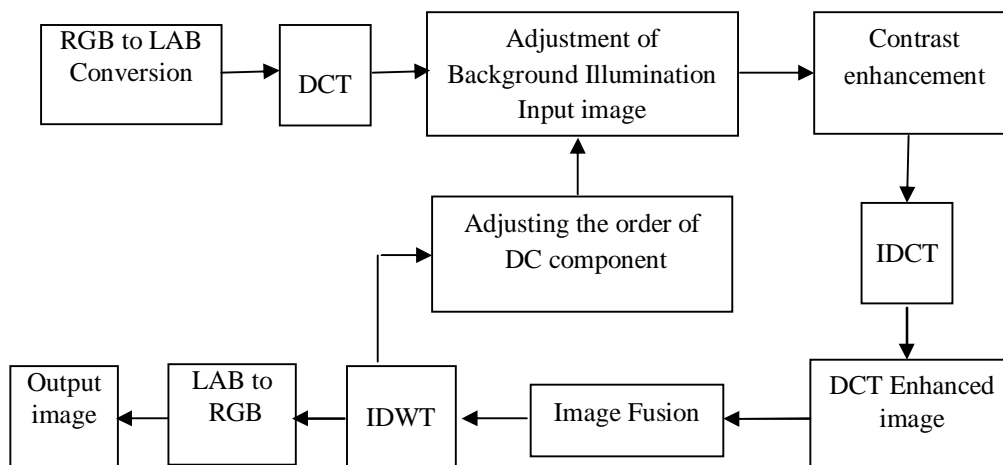 RGB to LAB
Conversion
DCT
Adjustment of
Background Illumination
Input image
Contrast
enhancement
Adjusting the order of
DC component
IDCT
Output
image
LAB to
RGB
IDWT
Image Fusion
DCT Enhanced
image